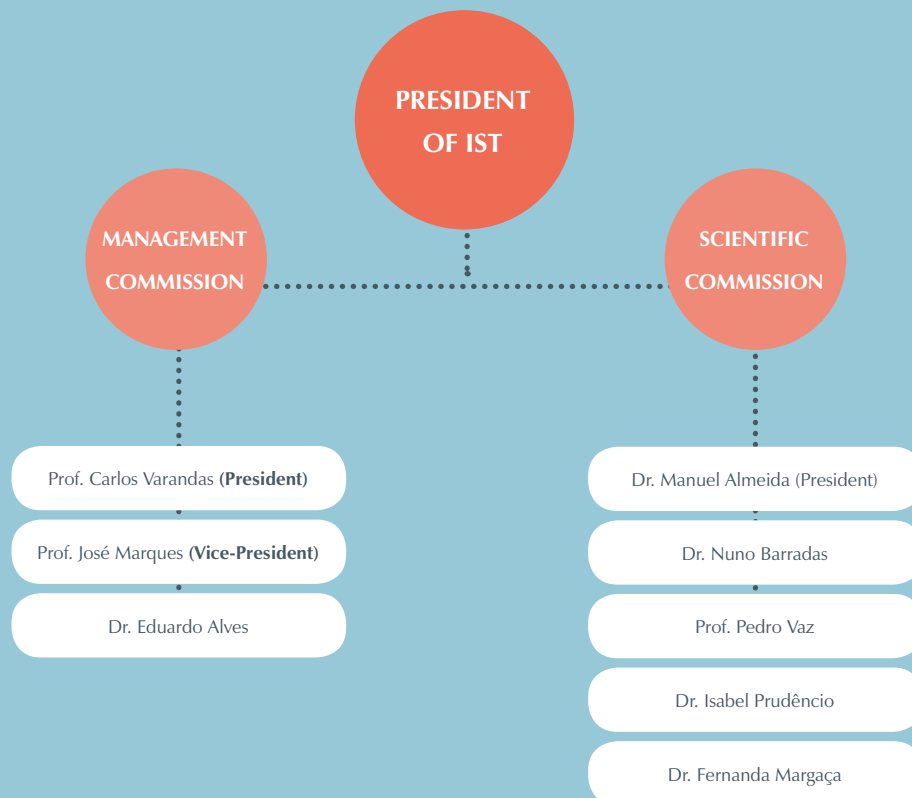 PRESIDENT
OF IST
MANAGEMENT
COMMISSION
SCIENTIFIC
COMMISSION
Prof. Carlos Varandas (President)
Prof. José Marques (Vice-President)
Dr. Eduardo Alves
Dr. Manuel Almeida (President)
Dr. Nuno Barradas
Prof. Pedro Vaz
Dr. Isabel Prudêncio
Dr. Fernanda Margaça